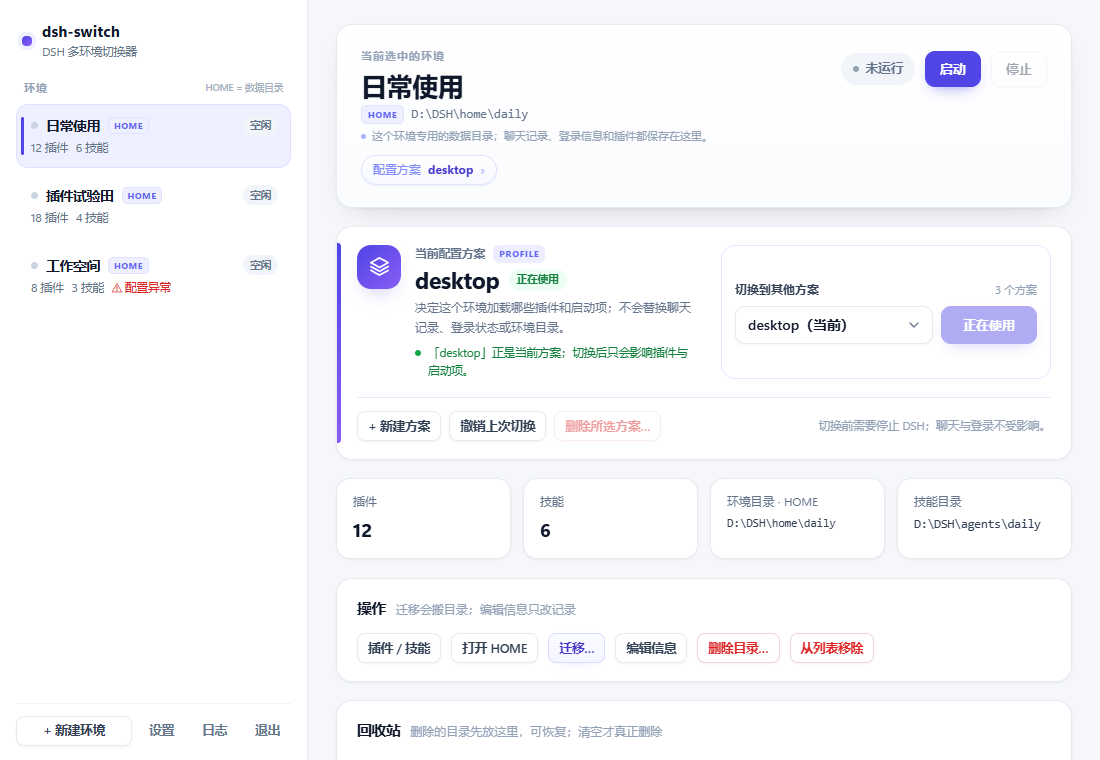 dsh-switch
DSH 多环境切换器
环境 HOME = 数据目录
日常使用 HOME 空闲
12 插件 6 技能
插件试验田 HOME 空闲
18 插件 4 技能
工作空间 HOME 空闲
8 插件 3 技能 ⚠ 配置异常
+ 新建环境 设置 日志 退出
当前选中的环境
日常使用
未运行 启动 停止
HOME D:\DSH\home\daily
这个环境专用的数据目录；聊天记录、登录信息和插件都保存在这里。
配置方案 desktop ›
当前配置方案 PROFILE
desktop 正在使用
决定这个环境加载哪些插件和启动项；不会替换聊天
记录、登录状态或环境目录。
「desktop」正是当前方案；切换后只会影响插件与
启动项。
切换到其他方案 3 个方案
desktop（当前） 正在使用
+ 新建方案 撤销上次切换 删除所选方案...
切换前需要停止 DSH；聊天与登录不受影响。
插件
12
技能
6
环境目录 · HOME
D:\DSH\home\daily
技能目录
D:\DSH\agents\daily
操作 迁移会搬目录；编辑信息只改记录
插件 / 技能 打开 HOME 迁移... 编辑信息 删除目录... 从列表移除
回收站 删除的目录先放这里，可恢复；清空才真正删除